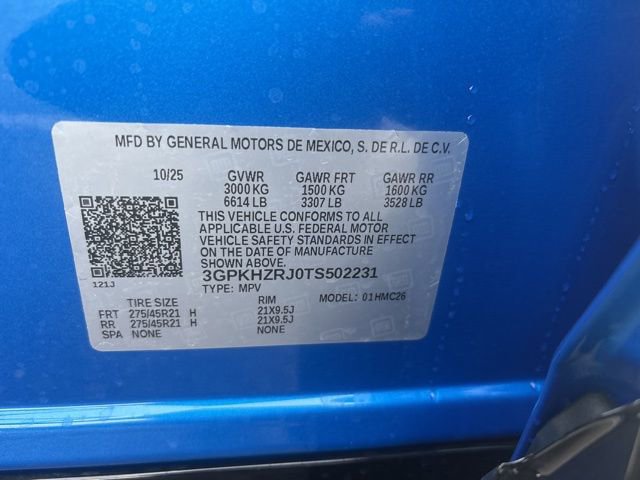 MFD BY GENERAL MOTORS DE MEXICO, S. DE R.L. DE C.V.
10/25 GVWR GAWR FRT GAWR RR
3000 KG 1500 KG 1600 KG
6614 LB 3307 LB 3528 LB
THIS VEHICLE CONFORMS TO ALL
APPLICABLE U.S. FEDERAL MOTOR
VEHICLE SAFETY STANDARDS IN EFFECT
ON THE DATE OF MANUFACTURE
SHOWN ABOVE.
3GPKHZRJ0TS502231
121J
TYPE: MPV MODEL: 01HMC26
TIRE SIZE RIM
FRT 275/45R21 H 21X9.5J
RR 275/45R21 H 21X9.5J
SPA NONE NONE